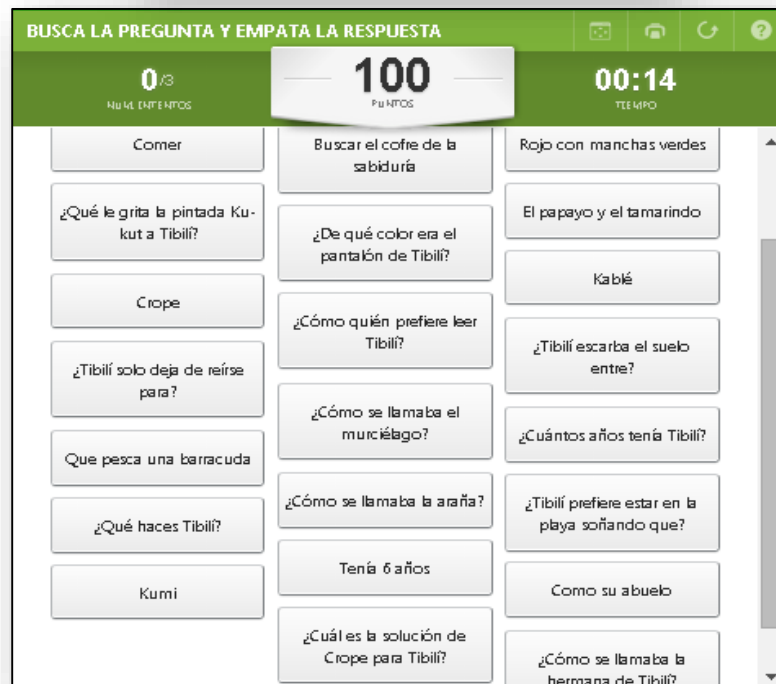 BUSCA LA PREGUNTA Y EMPATA LA RESPUESTA
0/3
NUM. INTENTOS
100
PUNTOS
00:14
TIEMPO
Comer
¿Qué le grita la pintada Ku-
kut a Tibilí?
Crope
¿Tibilí solo deja de reírse
para?
Que pesca una barracuda
¿Qué haces Tibilí?
Kumi
Buscar el cofre de la
sabiduría
¿De qué color era el
pantalón de Tibilí?
¿Cómo quién prefiere leer
Tibilí?
¿Cómo se llamaba el
murciélago?
¿Cómo se llamaba la araña?
Tenía 6 años
¿Cuál es la solución de
Crope para Tibilí?
Rojo con manchas verdes
El papayo y el tamarindo
Kablé
¿Tibilí escarba el suelo
entre?
¿Cuántos años tenía Tibilí?
¿Tibilí prefiere estar en la
playa soñando que?
Como su abuelo
¿Cómo se llamaba la
hermana de Tibilí?